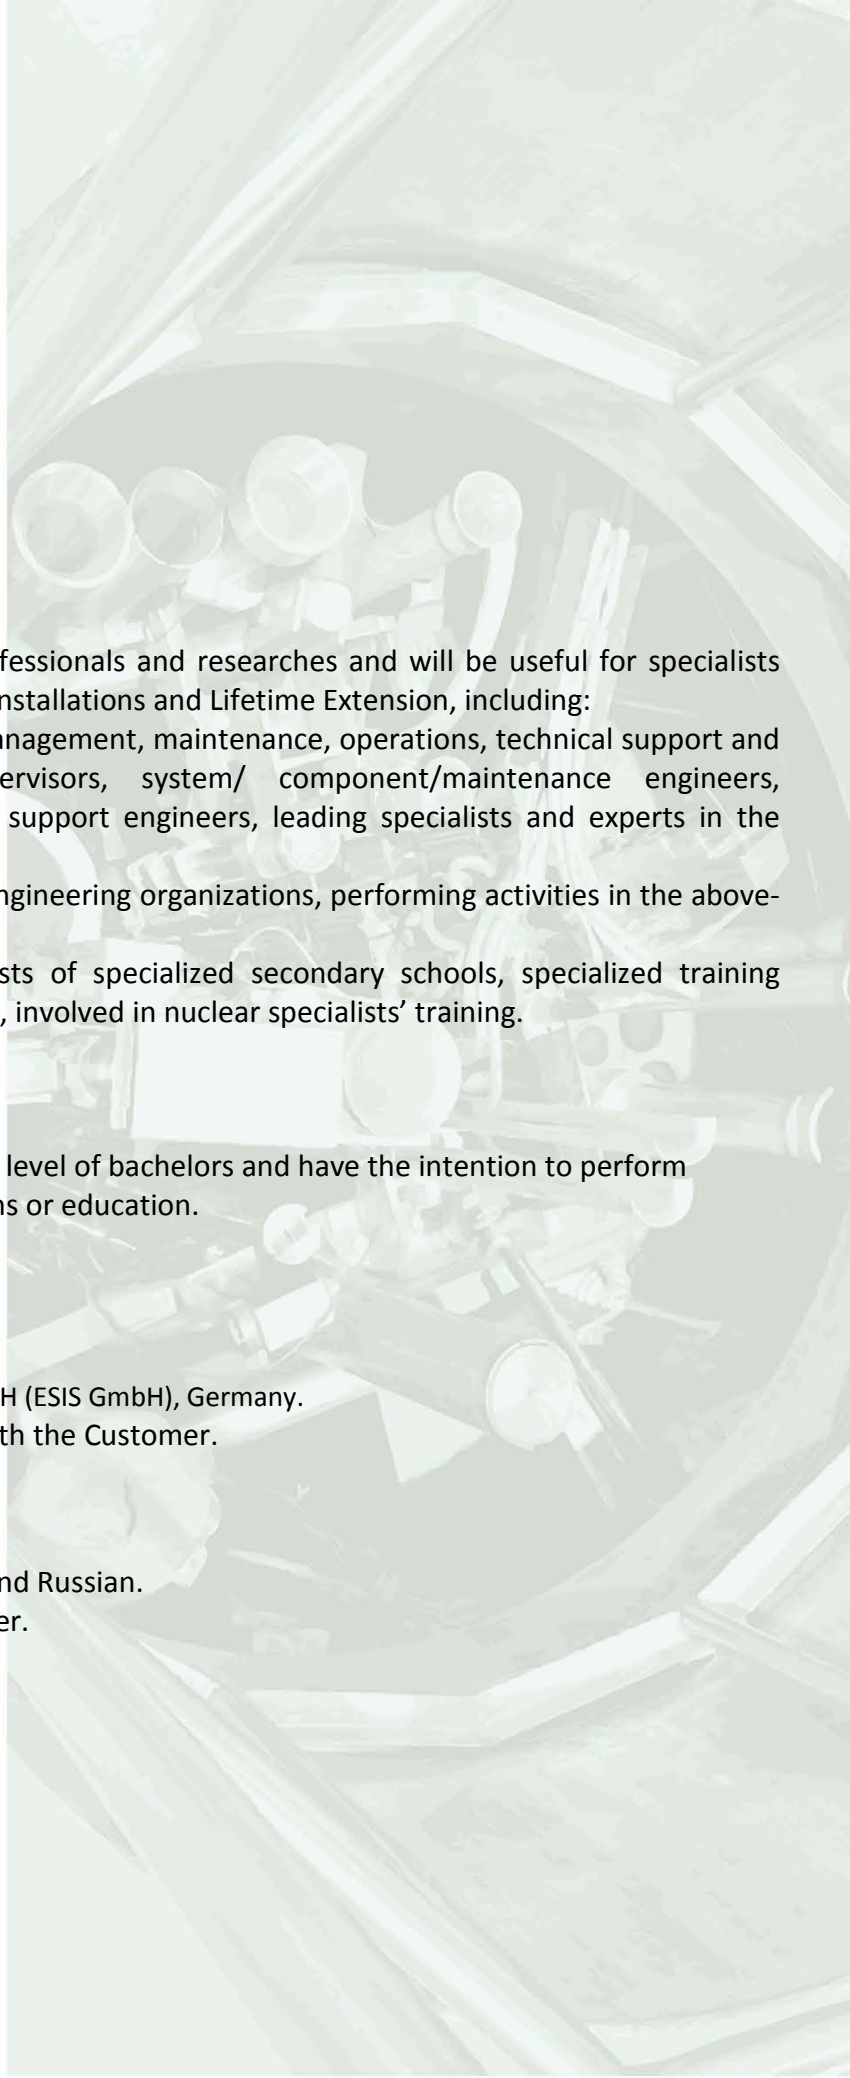 fessionals and researches and will be useful for specialists
nstallations and Lifetime Extension, including:
nagement, maintenance, operations, technical support and
ervisors, system/ component/maintenance engineers,
support engineers, leading specialists and experts in the
ngineering organizations, performing activities in the above-
sts of specialized secondary schools, specialized training
, involved in nuclear specialists’ training.
level of bachelors and have the intention to perform
ns or education.
H (ESIS GmbH), Germany.
th the Customer.
nd Russian.
er.